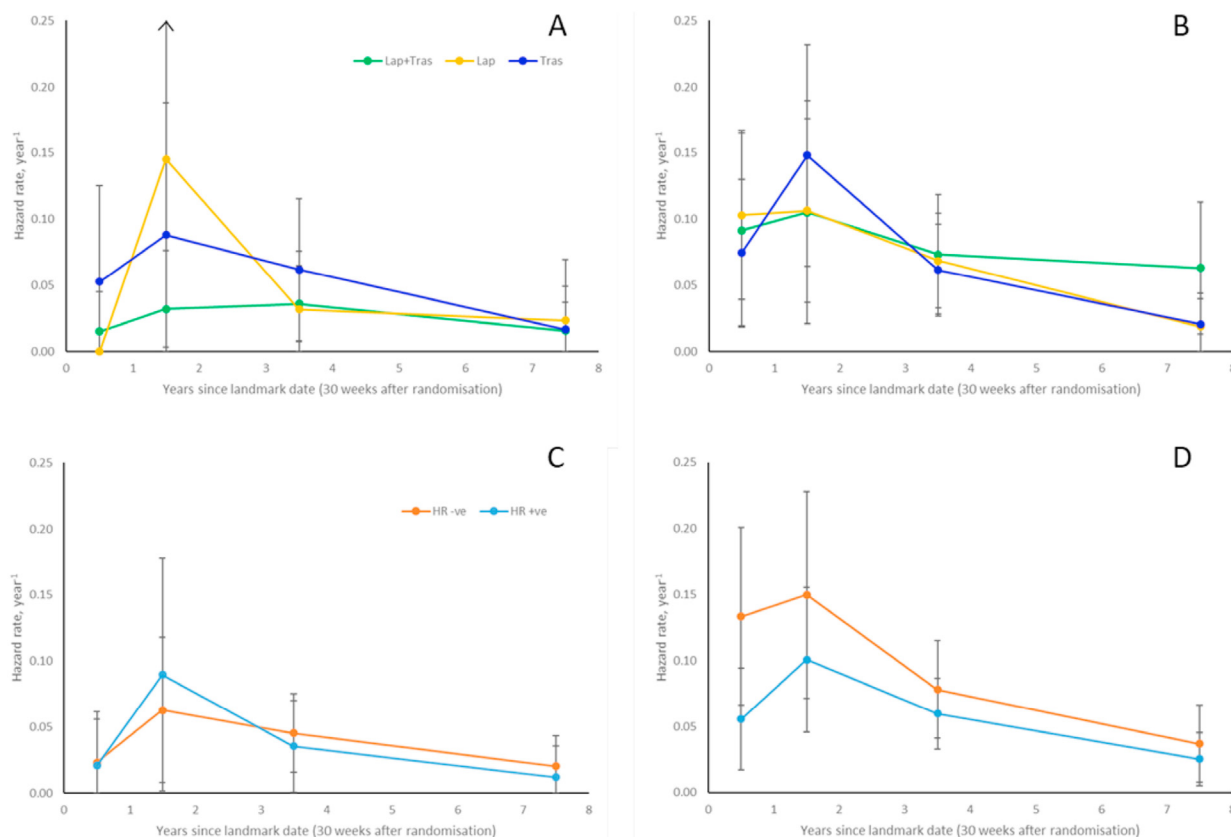 A
Lap+Tras Lap Tras
Hazard rate, year-1
0.25
0.20
0.15
0.10
0.05
0.00
0 1 2 3 4 5 6 7 8
Years since landmark date (30 weeks after randomisation)
B
Hazard rate, year-1
0.25
0.20
0.15
0.10
0.05
0.00
0 1 2 3 4 5 6 7 8
Years since landmark date (30 weeks after randomisation)
C
HR -ve HR +ve
Hazard rate, year-1
0.25
0.20
0.15
0.10
0.05
0.00
0 1 2 3 4 5 6 7 8
Years since landmark date (30 weeks after randomisation)
D
Hazard rate, year-1
0.25
0.20
0.15
0.10
0.05
0.00
0 1 2 3 4 5 6 7 8
Years since landmark date (30 weeks after randomisation)